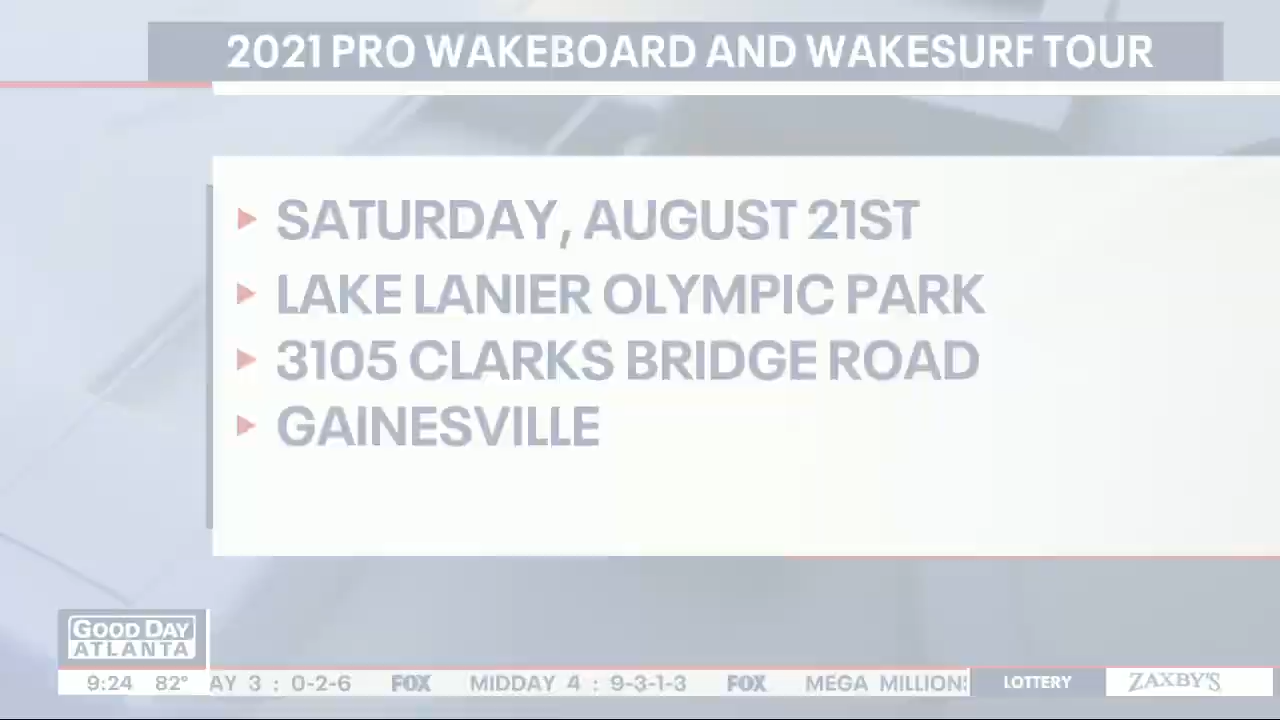 2021 PRO WAKEBOARD AND WAKESURF TOUR
SATURDAY, AUGUST 21ST
LAKE LANIER OLYMPIC PARK
3105 CLARKS BRIDGE ROAD
GAINESVILLE
GOOD DAY
ATLANTA
9:24 82° AY 3 : 0-2-6 FOX MIDDAY 4 : 9-3-1-3 FOX MEGA MILLION LOTTERY ZAXBY'S